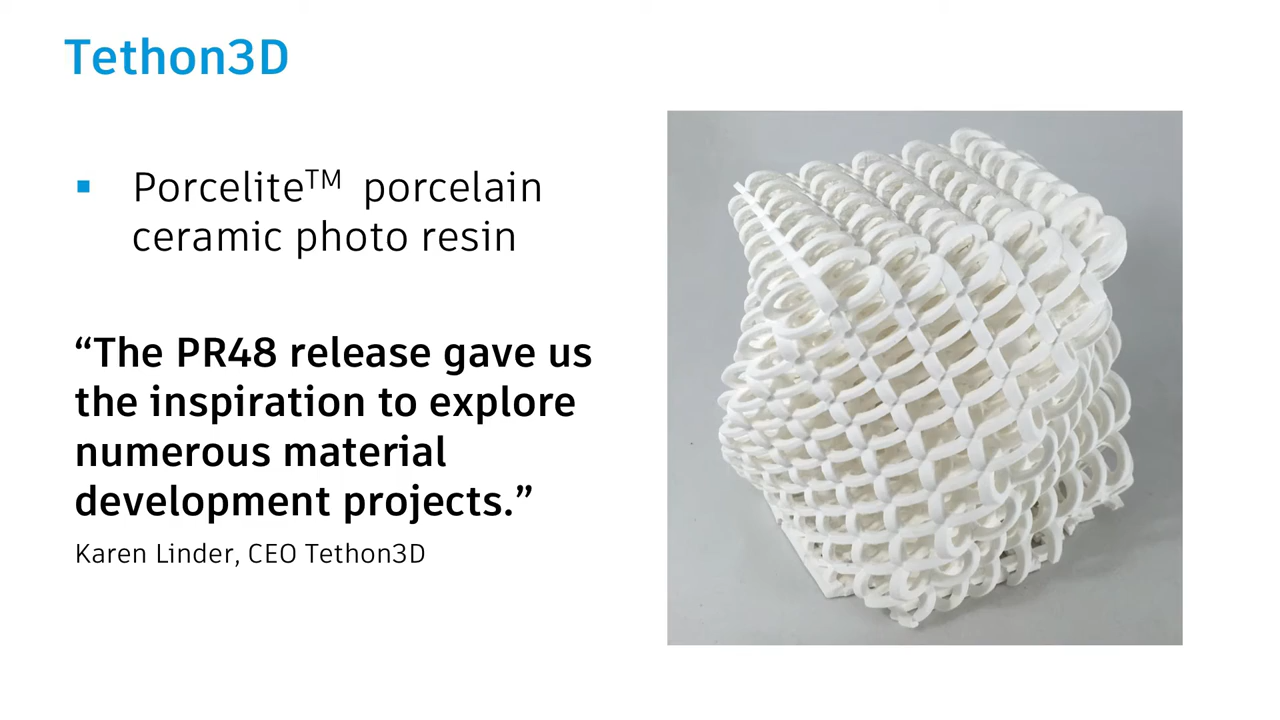 Tethon3D
▪ Porcelite™ porcelain
ceramic photo resin
“The PR48 release gave us
the inspiration to explore
numerous material
development projects.”
Karen Linder, CEO Tethon3D